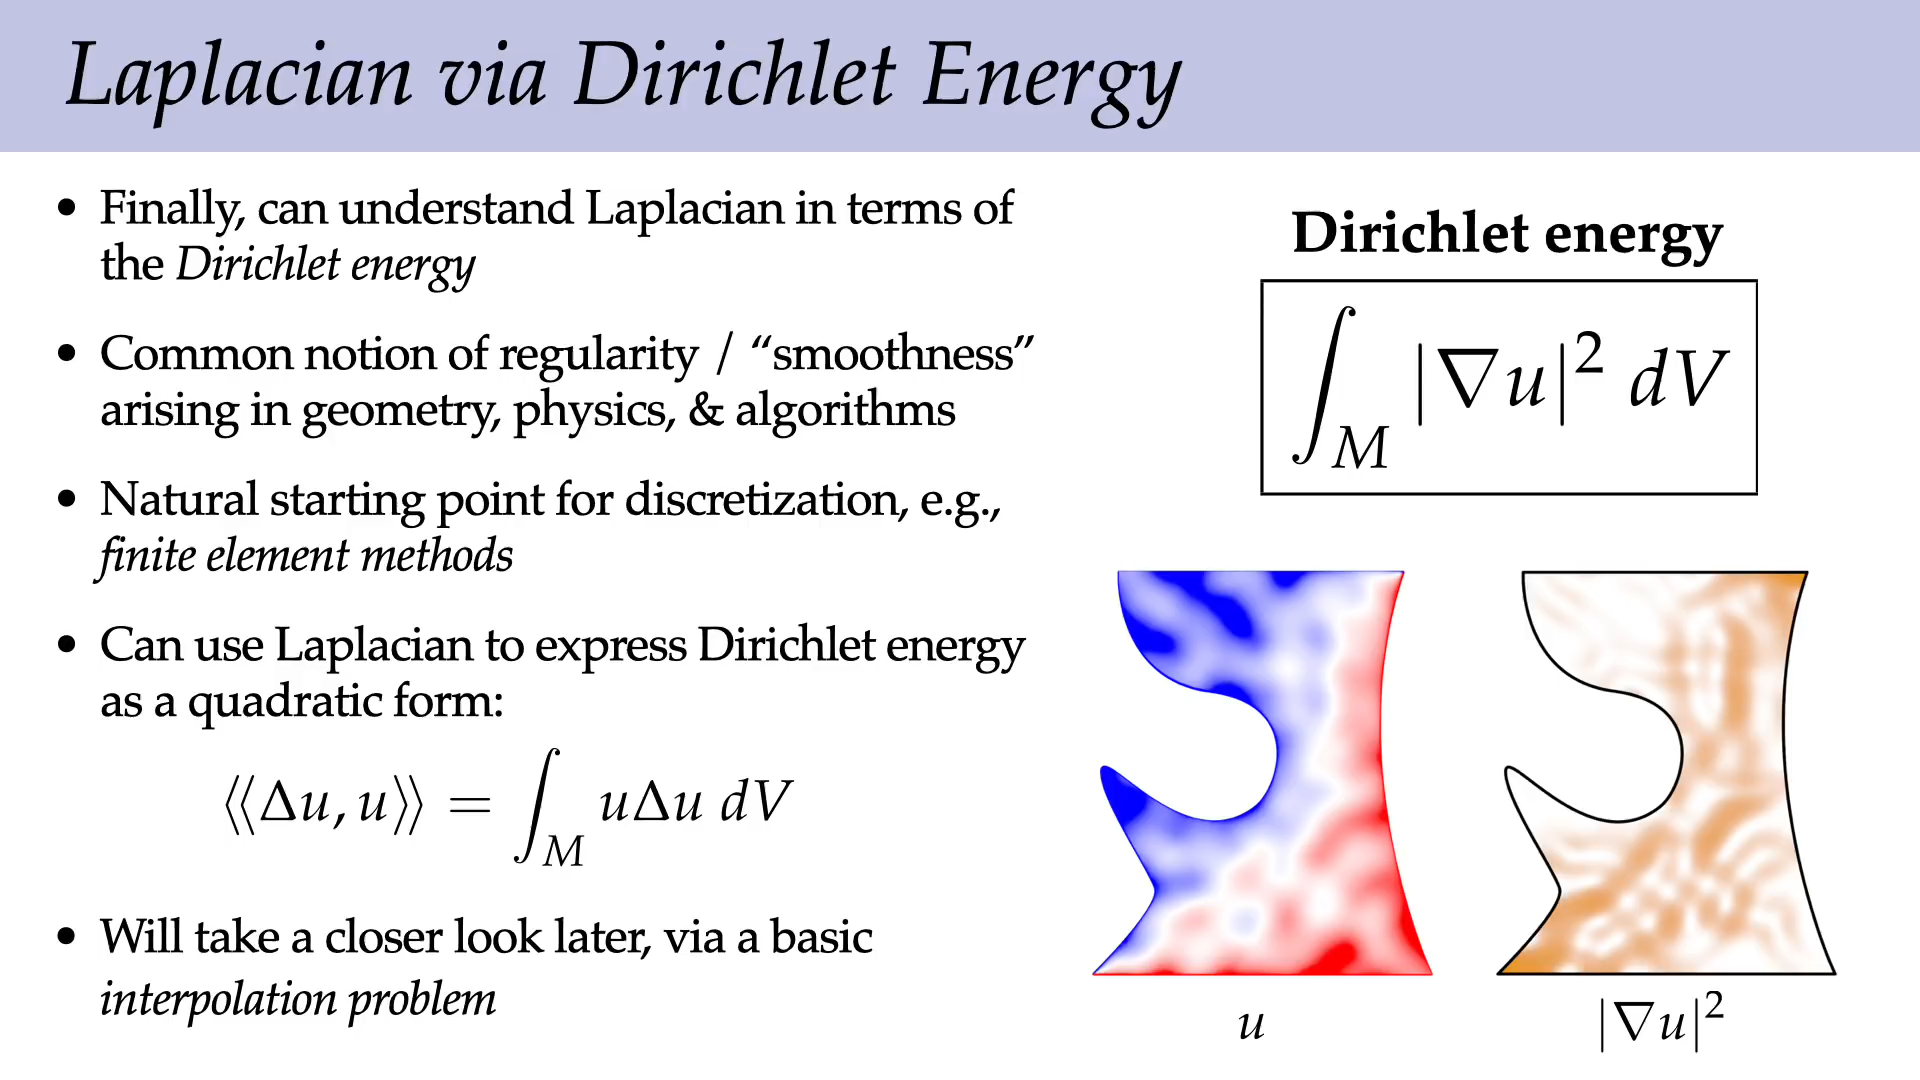 Laplacian via Dirichlet Energy
• Finally, can understand Laplacian in terms of
the Dirichlet energy
• Common notion of regularity / “smoothness”
arising in geometry, physics, & algorithms
• Natural starting point for discretization, e.g.,
finite element methods
• Can use Laplacian to express Dirichlet energy
as a quadratic form:
⟨⟨Δu, u⟩⟩ = ∫_M uΔu dV
• Will take a closer look later, via a basic
interpolation problem
Dirichlet energy
∫_M |∇u|² dV
u
|∇u|²